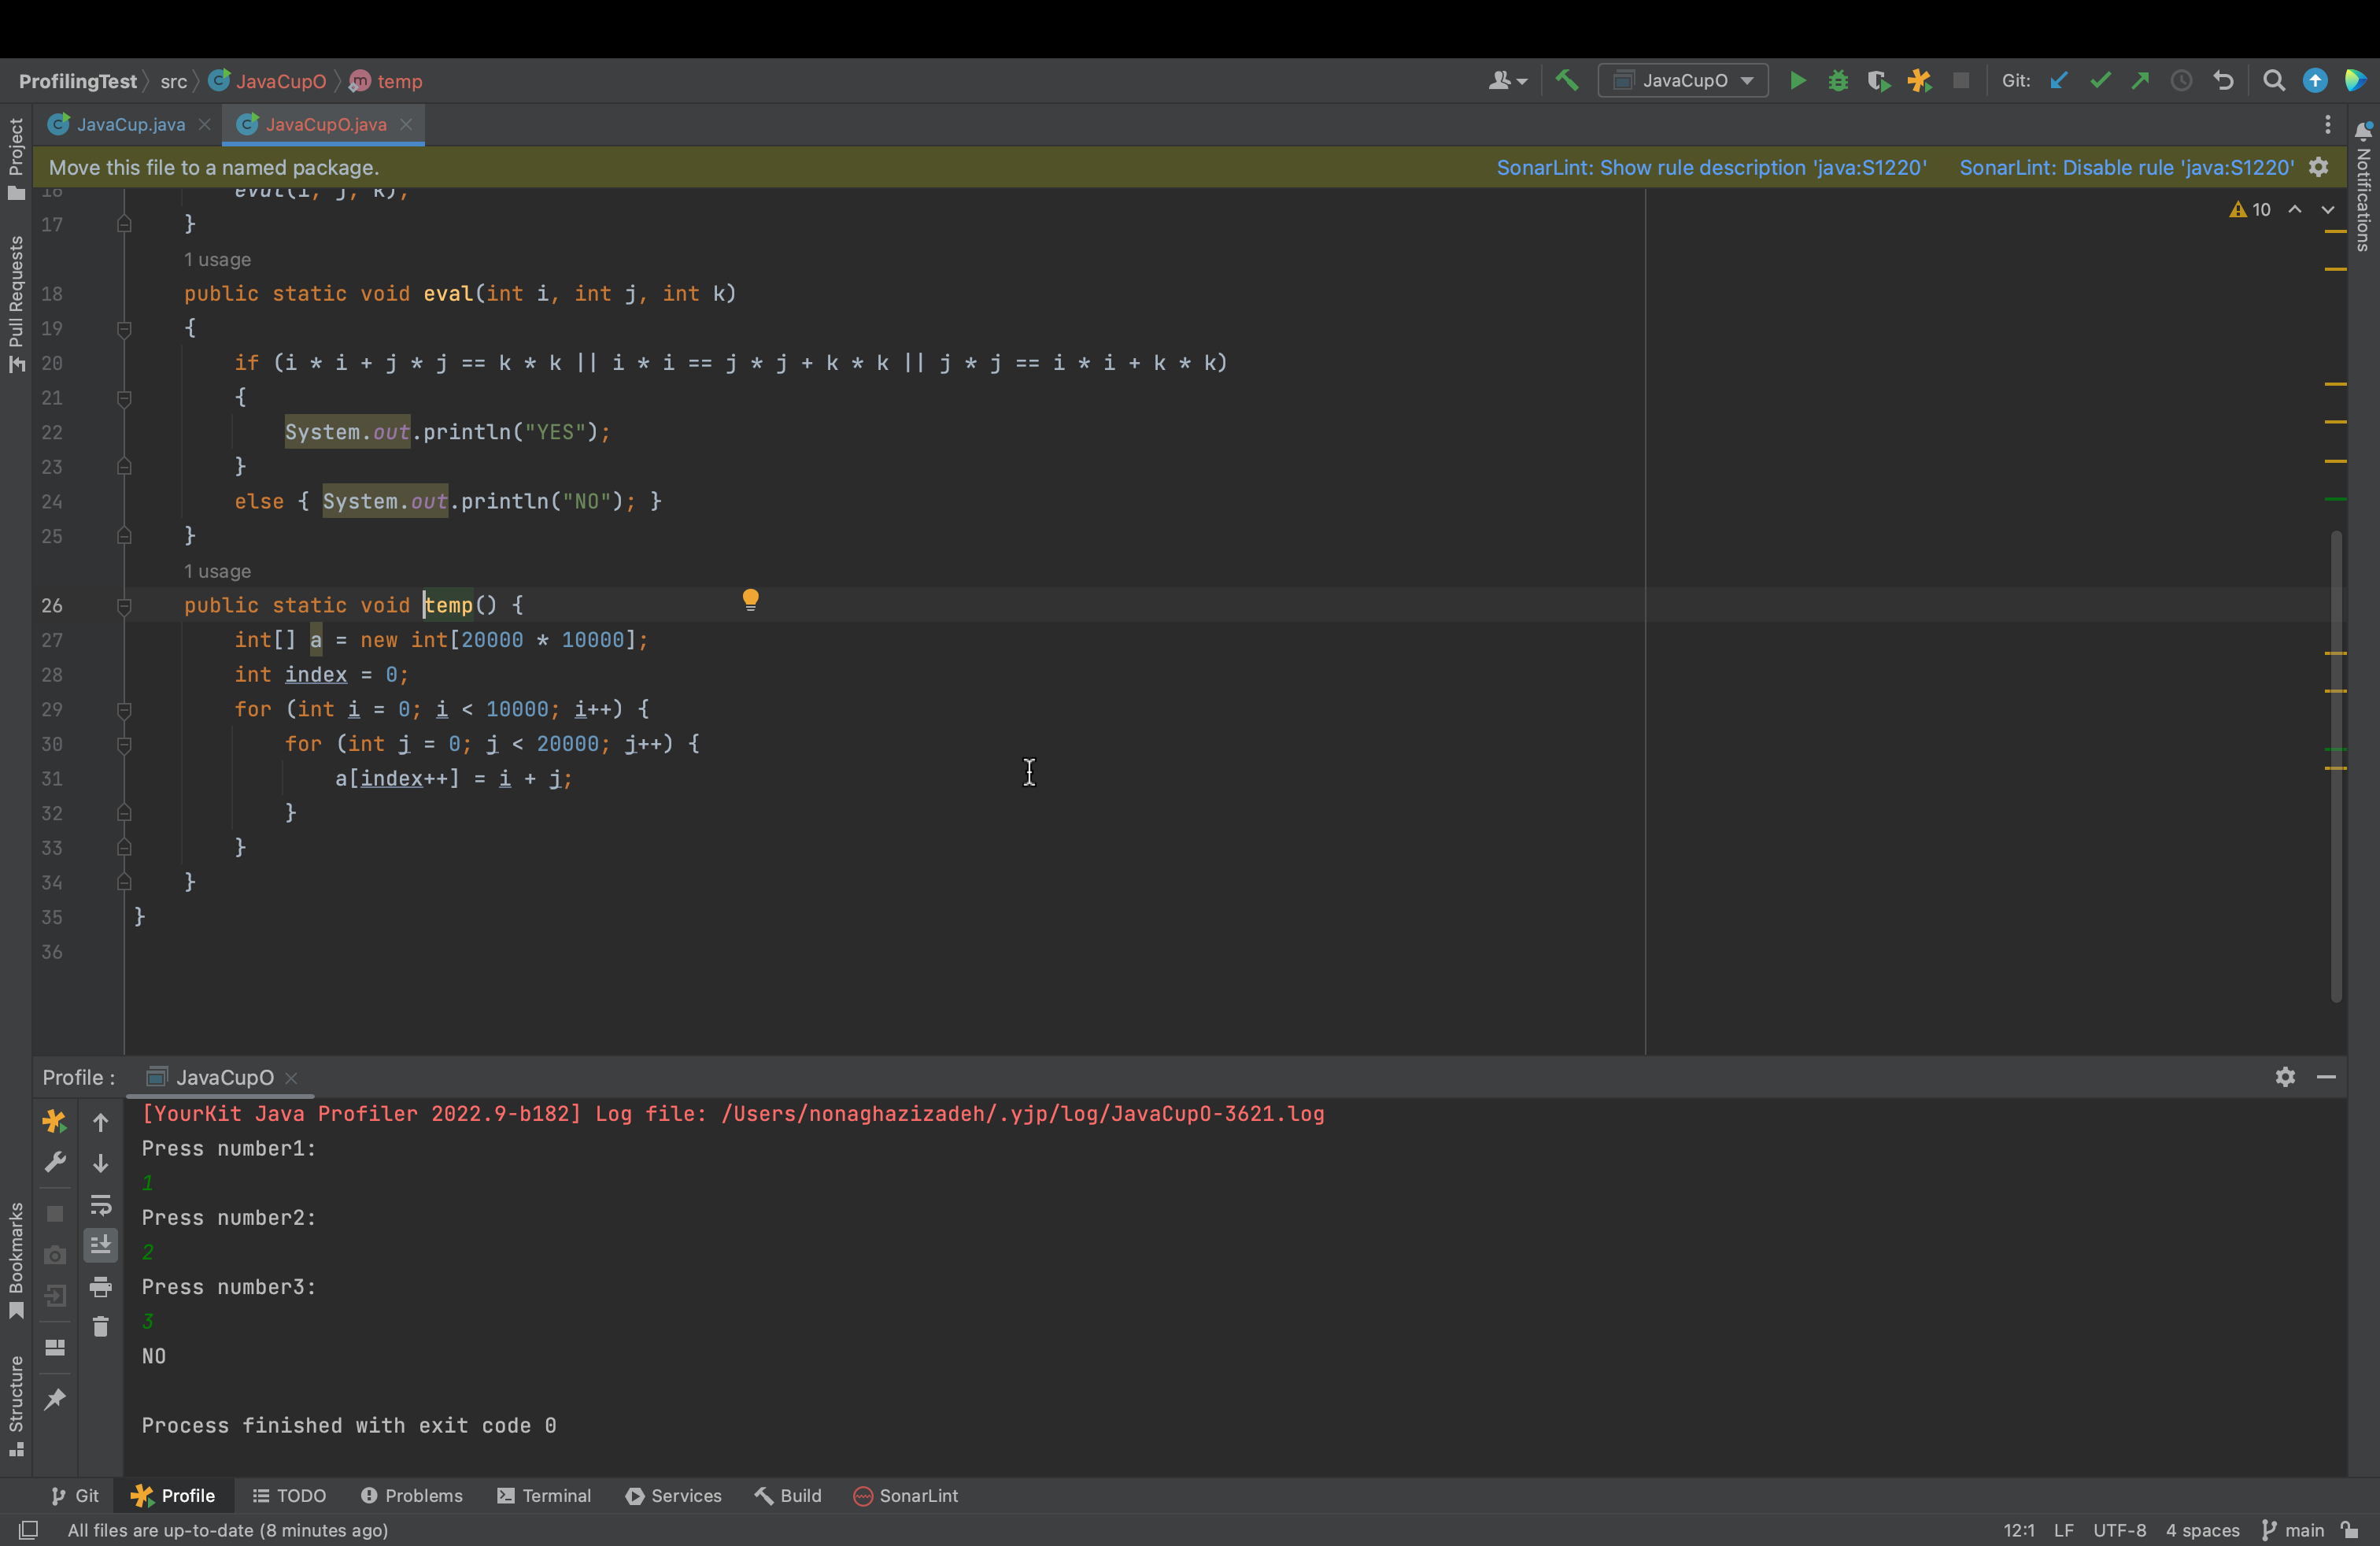 ProfilingTest src JavaCupO temp JavaCupO Git:
JavaCup.java JavaCupO.java
Move this file to a named package. SonarLint: Show rule description 'java:S1220' SonarLint: Disable rule 'java:S1220'
Project
Pull Requests
Bookmarks
Structure
Notifications
10
16 eval(i, j, k);
17 }
1 usage
18 public static void eval(int i, int j, int k)
19 {
20 if (i * i + j * j == k * k || i * i == j * j + k * k || j * j == i * i + k * k)
21 {
22 System.out.println("YES");
23 }
24 else { System.out.println("NO"); }
25 }
1 usage
26 public static void temp() {
27 int[] a = new int[20000 * 10000];
28 int index = 0;
29 for (int i = 0; i < 10000; i++) {
30 for (int j = 0; j < 20000; j++) {
31 a[index++] = i + j;
32 }
33 }
34 }
35 }
36
Profile : JavaCupO
[YourKit Java Profiler 2022.9-b182] Log file: /Users/nonaghazizadeh/.yjp/log/JavaCupO-3621.log
Press number1:
1
Press number2:
2
Press number3:
3
NO
Process finished with exit code 0
Git Profile TODO Problems Terminal Services Build SonarLint
All files are up-to-date (8 minutes ago) 12:1 LF UTF-8 4 spaces main